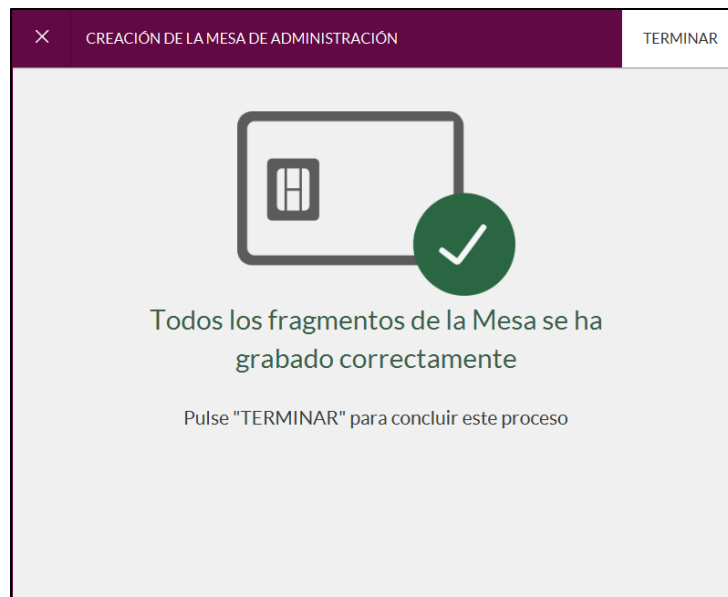 CREACIÓN DE LA MESA DE ADMINISTRACIÓN
TERMINAR
Todos los fragmentos de la Mesa se ha
grabado correctamente
Pulse "TERMINAR" para concluir este proceso